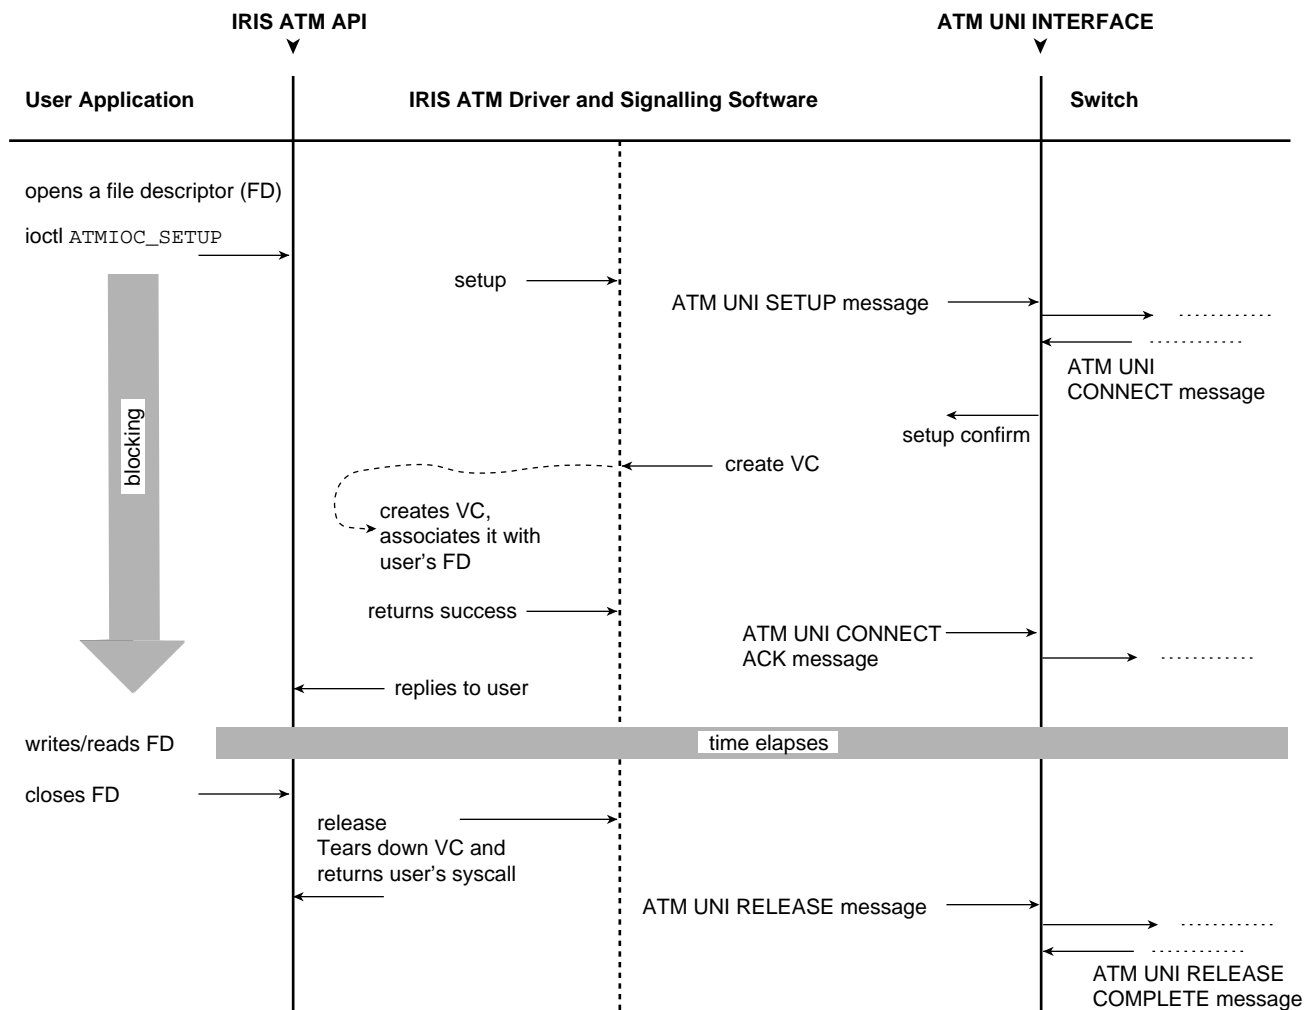 IRIS ATM API
ATM UNI INTERFACE
User Application
IRIS ATM Driver and Signalling Software
Switch
opens a file descriptor (FD)
ioctl ATMIOC_SETUP
setup
ATM UNI SETUP message
ATM UNI
CONNECT message
blocking
setup confirm
create VC
creates VC,
associates it with
user's FD
returns success
ATM UNI CONNECT
ACK message
replies to user
writes/reads FD
time elapses
closes FD
release
Tears down VC and
returns user's syscall
ATM UNI RELEASE message
ATM UNI RELEASE
COMPLETE message